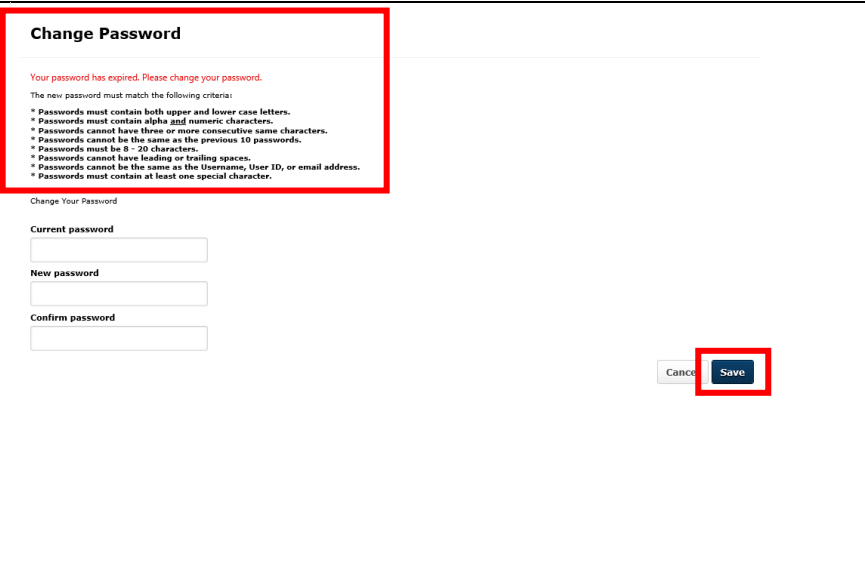 Change Password
Your password has expired. Please change your password.
The new password must match the following criteria:
* Passwords must contain both upper and lower case letters.
* Passwords must contain alpha and numeric characters.
* Passwords cannot have three or more consecutive same characters.
* Passwords cannot be the same as the previous 10 passwords.
* Passwords must be 8 - 20 characters.
* Passwords cannot have leading or trailing spaces.
* Passwords cannot be the same as the Username, User ID, or email address.
* Passwords must contain at least one special character.
Change Your Password
Current password
New password
Confirm password
Cance Save